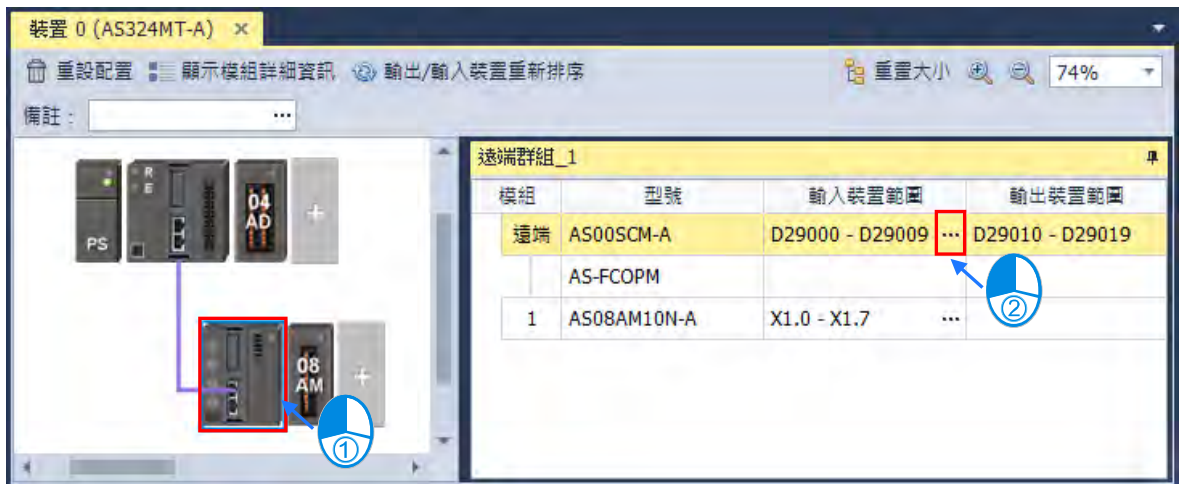 裝置 0 (AS324MT-A) ×
重設配置 顯示模組詳細資訊 輸出/輸入裝置重新排序 重置大小 74%
備註： ...
遠端群組_1
模組 型號 輸入裝置範圍 輸出裝置範圍
遠端 AS00SCM-A D29000 - D29009 ... D29010 - D29019
AS-FCOPM
1 AS08AM10N-A X1.0 - X1.7 ...
PS
R
E
04
AD
+
08
AM
+
①
②